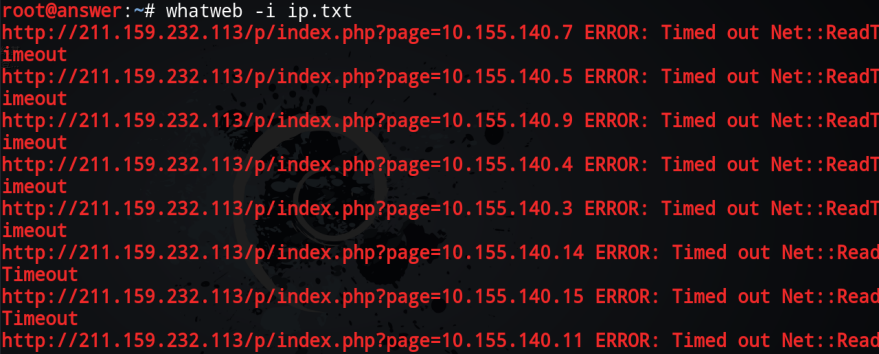 root@answer:~# whatweb -i ip.txt
http://211.159.232.113/p/index.php?page=10.155.140.7 ERROR: Timed out Net::ReadT
imeout
http://211.159.232.113/p/index.php?page=10.155.140.5 ERROR: Timed out Net::ReadT
imeout
http://211.159.232.113/p/index.php?page=10.155.140.9 ERROR: Timed out Net::ReadT
imeout
http://211.159.232.113/p/index.php?page=10.155.140.4 ERROR: Timed out Net::ReadT
imeout
http://211.159.232.113/p/index.php?page=10.155.140.3 ERROR: Timed out Net::ReadT
imeout
http://211.159.232.113/p/index.php?page=10.155.140.14 ERROR: Timed out Net::Read
Timeout
http://211.159.232.113/p/index.php?page=10.155.140.15 ERROR: Timed out Net::Read
Timeout
http://211.159.232.113/p/index.php?page=10.155.140.11 ERROR: Timed out Net::Read